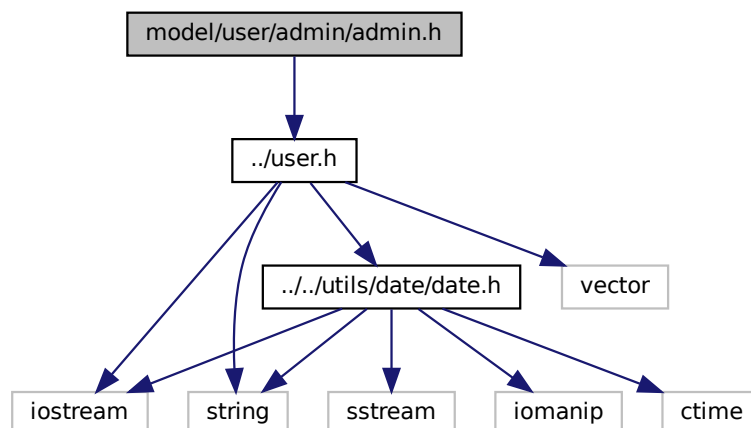 model/user/admin/admin.h
../user.h
../../utils/date/date.h
vector
iostream
string
sstream
iomanip
ctime